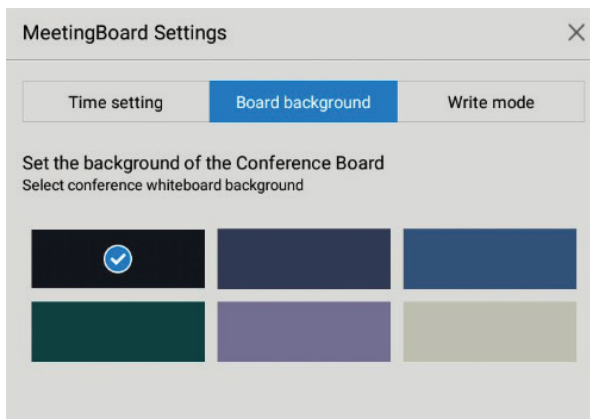 MeetingBoard Settings
Time setting Board background Write mode
Set the background of the Conference Board
Select conference whiteboard background